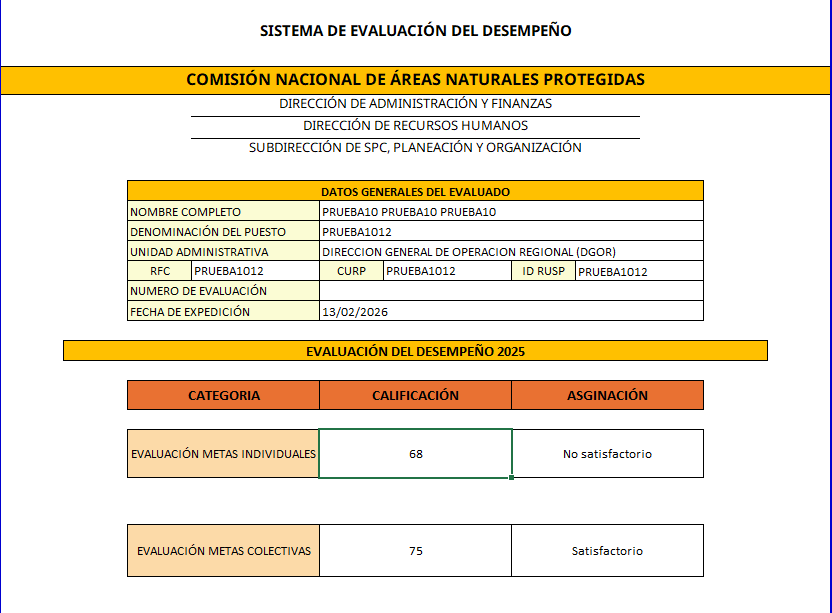 SISTEMA DE EVALUACIÓN DEL DESEMPEÑO
COMISIÓN NACIONAL DE ÁREAS NATURALES PROTEGIDAS
DIRECCIÓN DE ADMINISTRACIÓN Y FINANZAS
DIRECCIÓN DE RECURSOS HUMANOS
SUBDIRECCIÓN DE SPC, PLANEACIÓN Y ORGANIZACIÓN
DATOS GENERALES DEL EVALUADO
NOMBRE COMPLETO PRUEBA10 PRUEBA10 PRUEBA10
DENOMINACIÓN DEL PUESTO PRUEBA1012
UNIDAD ADMINISTRATIVA DIRECCION GENERAL DE OPERACION REGIONAL (DGOR)
RFC PRUEBA1012 CURP PRUEBA1012 ID RUSP PRUEBA1012
NUMERO DE EVALUACIÓN
FECHA DE EXPEDICIÓN 13/02/2026
EVALUACIÓN DEL DESEMPEÑO 2025
CATEGORIA CALIFICACIÓN ASGINACIÓN
EVALUACIÓN METAS INDIVIDUALES 68 No satisfactorio
EVALUACIÓN METAS COLECTIVAS 75 Satisfactorio